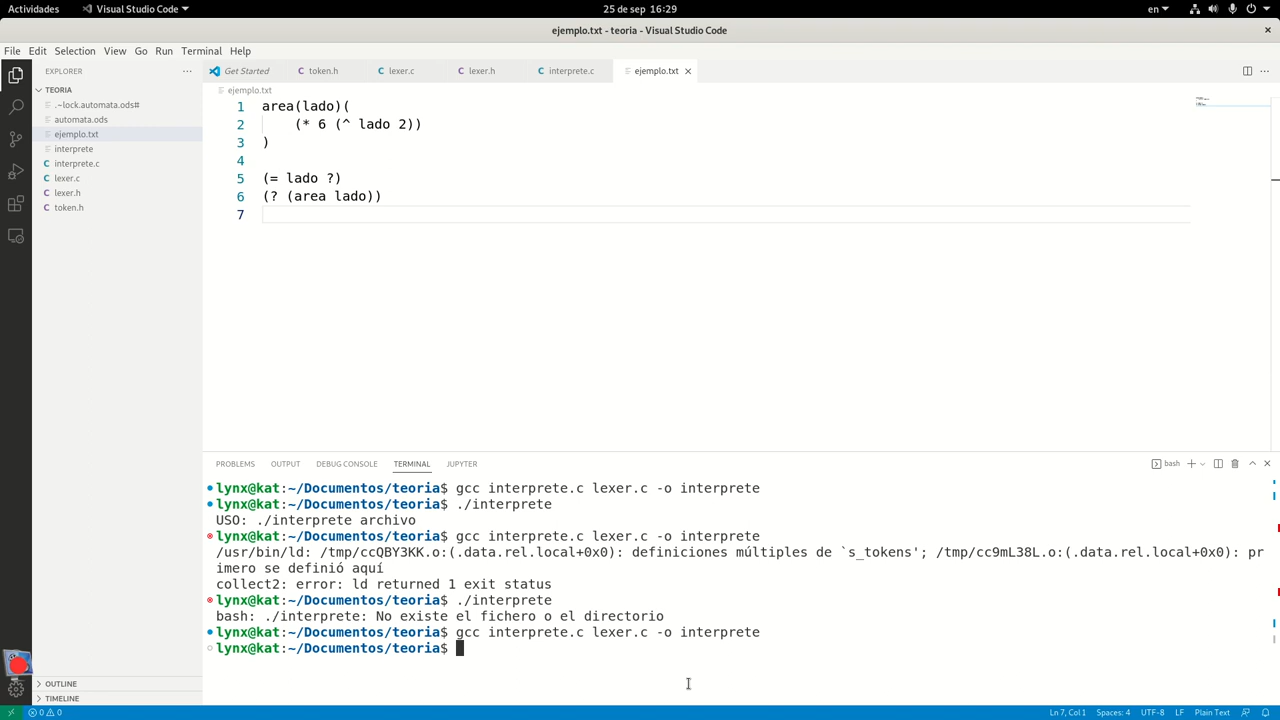 Actividades Visual Studio Code 25 de sep 16:29 en
ejemplo.txt - teoria - Visual Studio Code
File Edit Selection View Go Run Terminal Help
EXPLORER
Get Started token.h lexer.c lexer.h interprete.c ejemplo.txt
TEORIA
.~lock.automata.ods#
automata.ods
ejemplo.txt
interprete
interprete.c
lexer.c
lexer.h
token.h
ejemplo.txt
1 area(lado)(
2 (* 6 (^ lado 2))
3 )
4
5 (= lado ?)
6 (? (area lado))
7
PROBLEMS OUTPUT DEBUG CONSOLE TERMINAL JUPYTER bash
lynx@kat:~/Documentos/teoria$ gcc interprete.c lexer.c -o interprete
lynx@kat:~/Documentos/teoria$ ./interprete
USO: ./interprete archivo
lynx@kat:~/Documentos/teoria$ gcc interprete.c lexer.c -o interprete
/usr/bin/ld: /tmp/ccQBY3KK.o:(.data.rel.local+0x0): definiciones múltiples de `s_tokens'; /tmp/cc9mL38L.o:(.data.rel.local+0x0): pr
imero se definió aquí
collect2: error: ld returned 1 exit status
lynx@kat:~/Documentos/teoria$ ./interprete
bash: ./interprete: No existe el fichero o el directorio
lynx@kat:~/Documentos/teoria$ gcc interprete.c lexer.c -o interprete
lynx@kat:~/Documentos/teoria$
OUTLINE
TIMELINE
0 0 Ln 7, Col 1 Spaces: 4 UTF-8 LF Plain Text